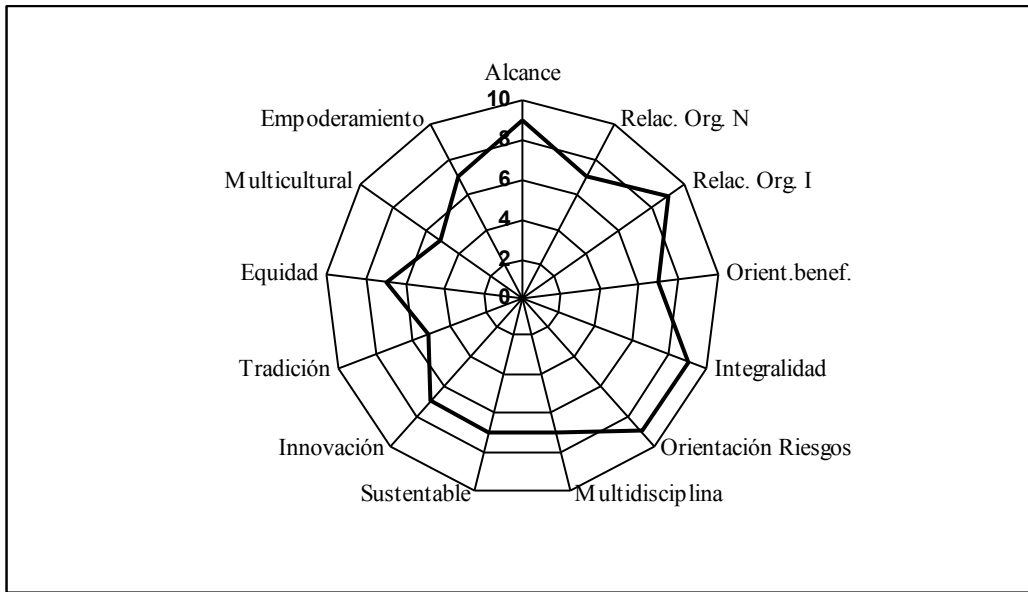 Alcance
10
8
6
4
2
0
Relac. Org. N
Relac. Org. I
Orient.benef.
Integralidad
Orientación Riesgos
Multidisciplina
Sustentable
Innovación
Tradición
Equidad
Multicultural
Empoderamiento